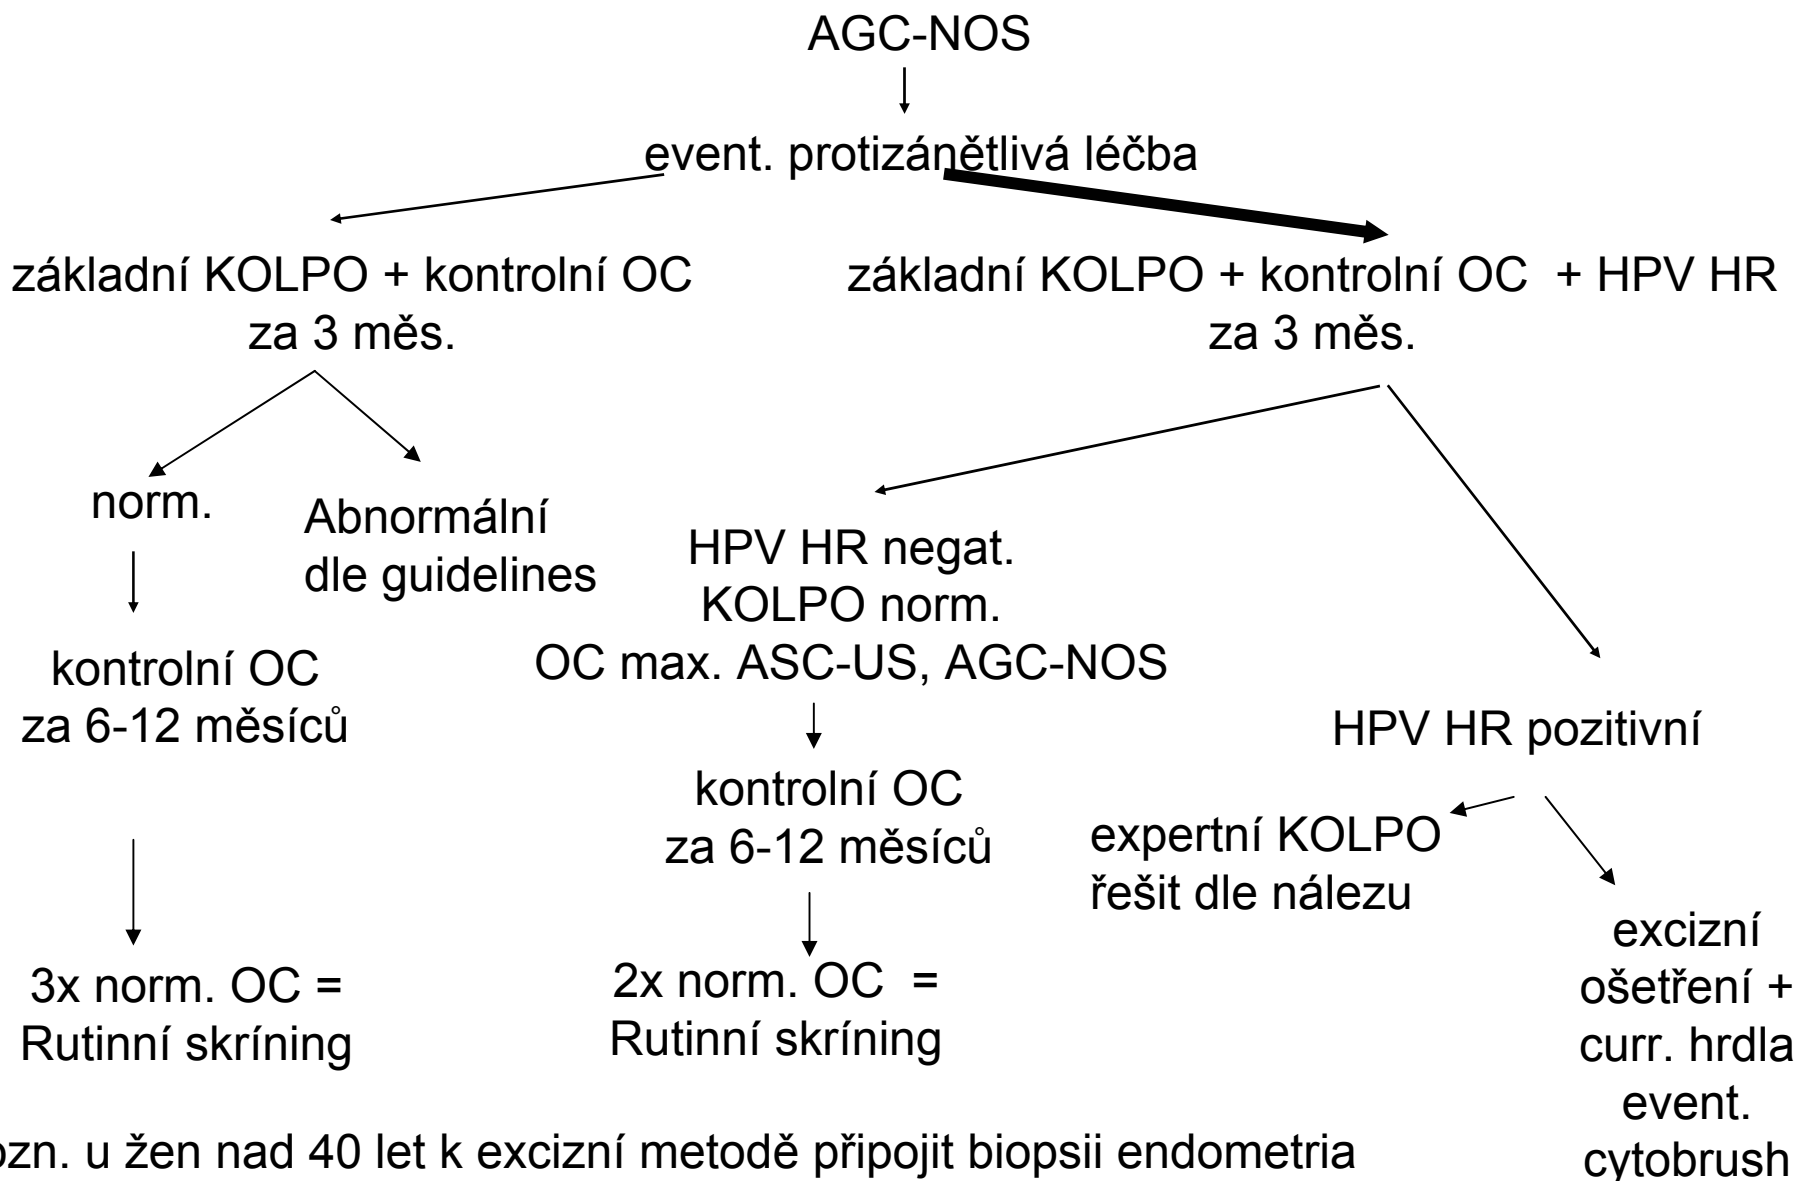 AGC-NOS
event. protizánětlivá léčba
základní KOLPO + kontrolní OC
za 3 měs.
základní KOLPO + kontrolní OC + HPV HR
za 3 měs.
norm.
Abnormální
dle guidelines
kontrolní OC
za 6-12 měsíců
3x norm. OC =
Rutinní skríning
HPV HR negat.
KOLPO norm.
OC max. ASC-US, AGC-NOS
kontrolní OC
za 6-12 měsíců
2x norm. OC =
Rutinní skríning
HPV HR pozitivní
expertní KOLPO
řešit dle nálezu
excizní
ošetření +
curr. hrdla
event.
cytobrush
ozn. u žen nad 40 let k excizní metodě připojit biopsii endometria